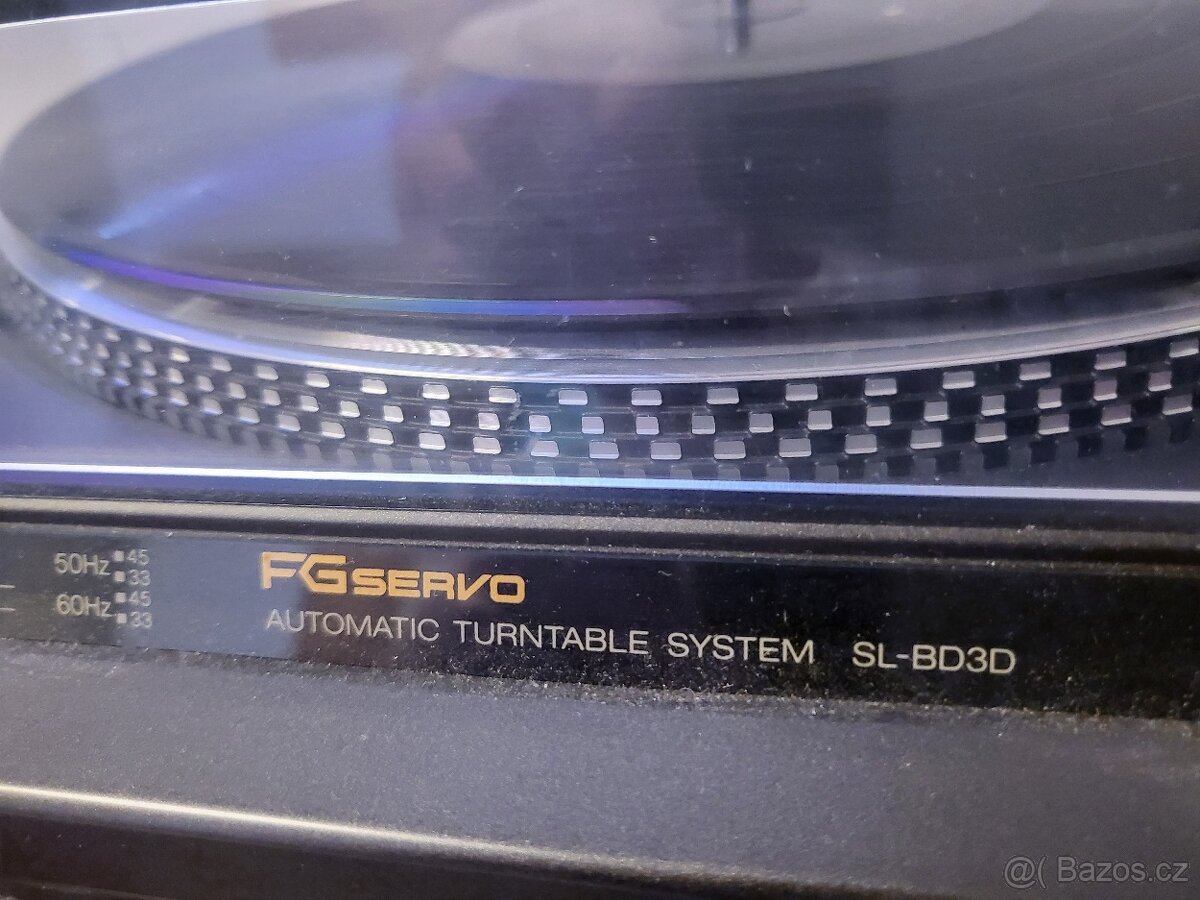 50Hz ■ 45
■ 33
60Hz ■ 45
■ 33
FG SERVO
AUTOMATIC TURNTABLE SYSTEM SL-BD3D
@( Bazos.cz